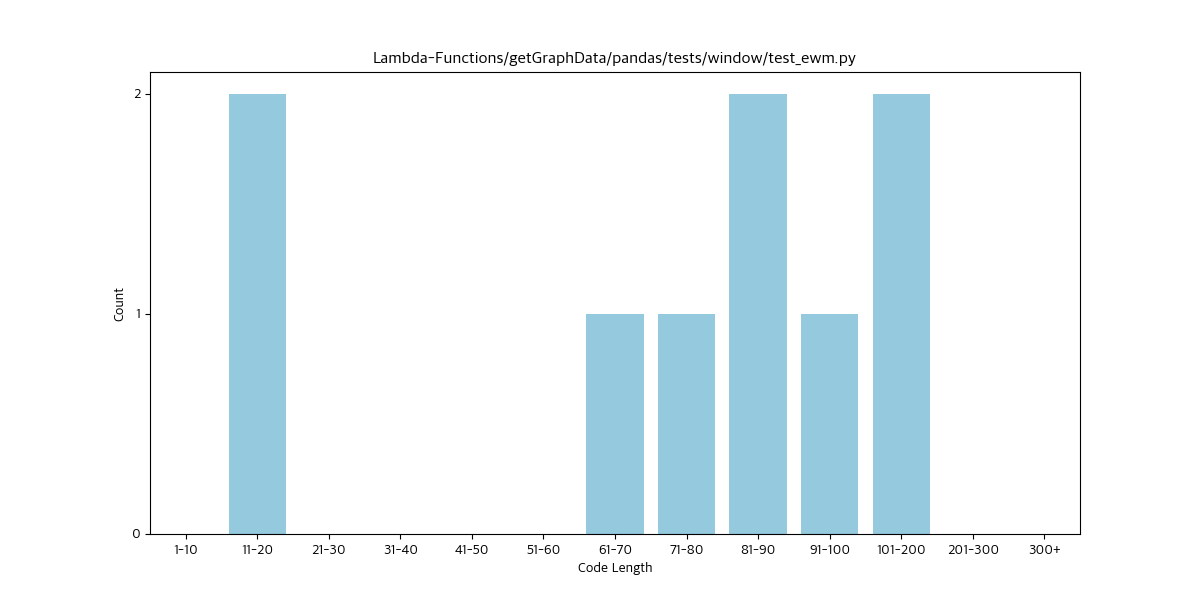 Lambda-Functions/getGraphData/pandas/tests/window/test_ewm.py
2
1
0
Count
1-10 11-20 21-30 31-40 41-50 51-60 61-70 71-80 81-90 91-100 101-200 201-300 300+
Code Length